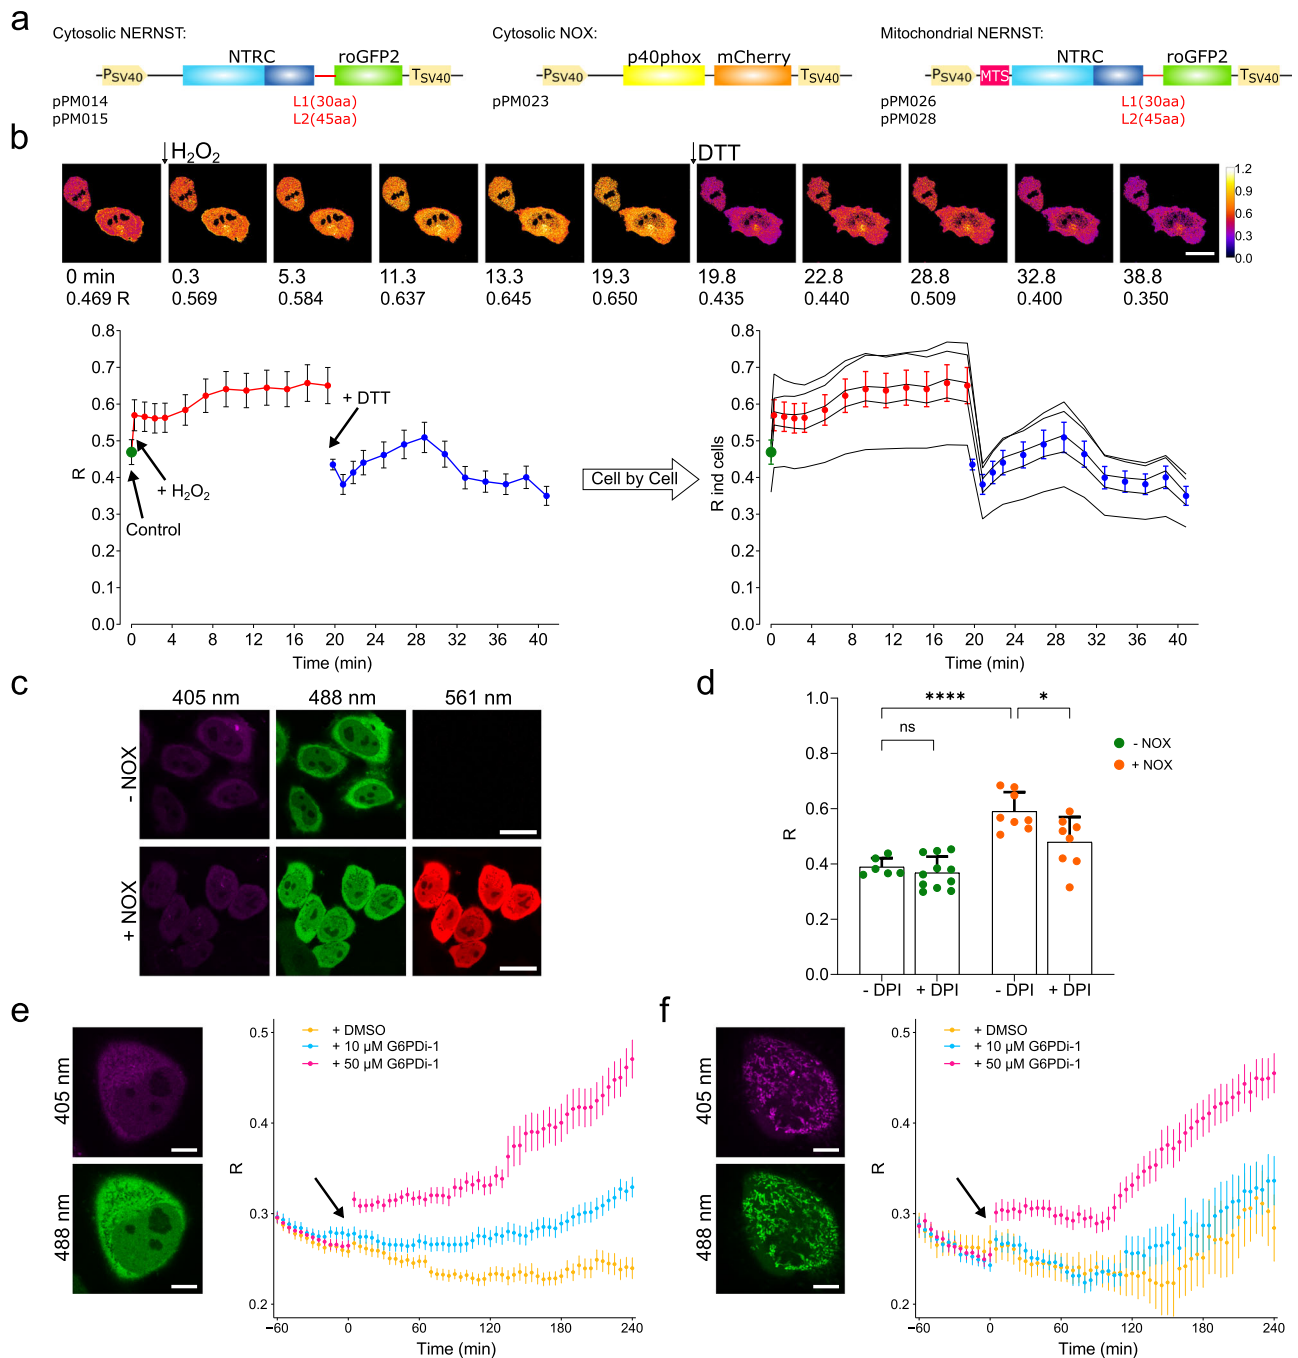 a
Cytosolic NERNST:
Cytosolic NOX:
Mitochondrial NERNST:
P_SV40 NTRC roGFP2 T_SV40
pPM014 L1(30aa)
pPM015 L2(45aa)
P_SV40 p40phox mCherry T_SV40
pPM023
P_SV40 MTS NTRC roGFP2 T_SV40
pPM026 L1(30aa)
pPM028 L2(45aa)
b
H₂O₂ DTT
1.2
0.9
0.6
0.3
0.0
0 min 0.3 5.3 11.3 13.3 19.3 19.8 22.8 28.8 32.8 38.8
0.469 R 0.569 0.584 0.637 0.645 0.650 0.435 0.440 0.509 0.400 0.350
0.8
0.7
0.6
0.5
0.4
0.3
0.2
0.1
0.0
R
+ DTT
+ H₂O₂
Control
0 4 8 12 16 20 24 28 32 36 40
Time (min)
Cell by Cell
0.8
0.7
0.6
0.5
0.4
0.3
0.2
0.1
0.0
R ind cells
0 4 8 12 16 20 24 28 32 36 40
Time (min)
c
405 nm 488 nm 561 nm
- NOX
+ NOX
d
1.0
0.8
0.6
0.4
0.2
0.0
R
**** *
ns
- NOX
+ NOX
- DPI + DPI - DPI + DPI
e
405 nm
488 nm
0.5
0.4
0.3
0.2
R
+ DMSO
+ 10 µM G6PDi-1
+ 50 µM G6PDi-1
−60 0 60 120 180 240
Time (min)
f
405 nm
488 nm
0.5
0.4
0.3
0.2
R
+ DMSO
+ 10 µM G6PDi-1
+ 50 µM G6PDi-1
−60 0 60 120 180 240
Time (min)